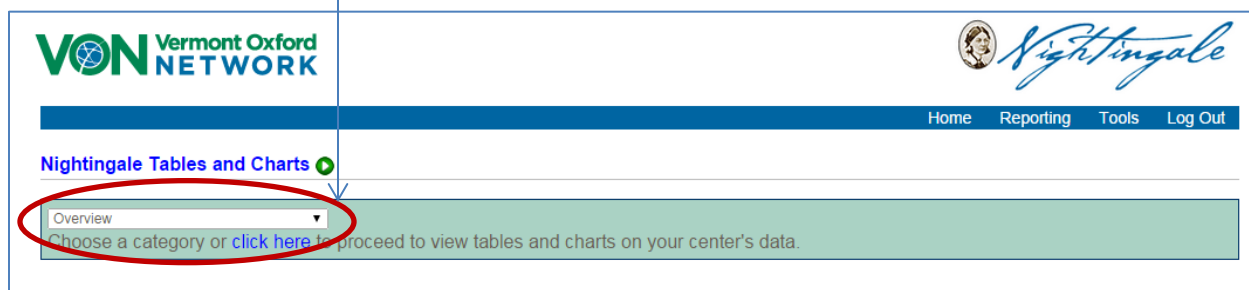 VON Vermont Oxford
NETWORK
Nightingale
Home Reporting Tools Log Out
Nightingale Tables and Charts
Overview
Choose a category or click here to proceed to view tables and charts on your center's data.